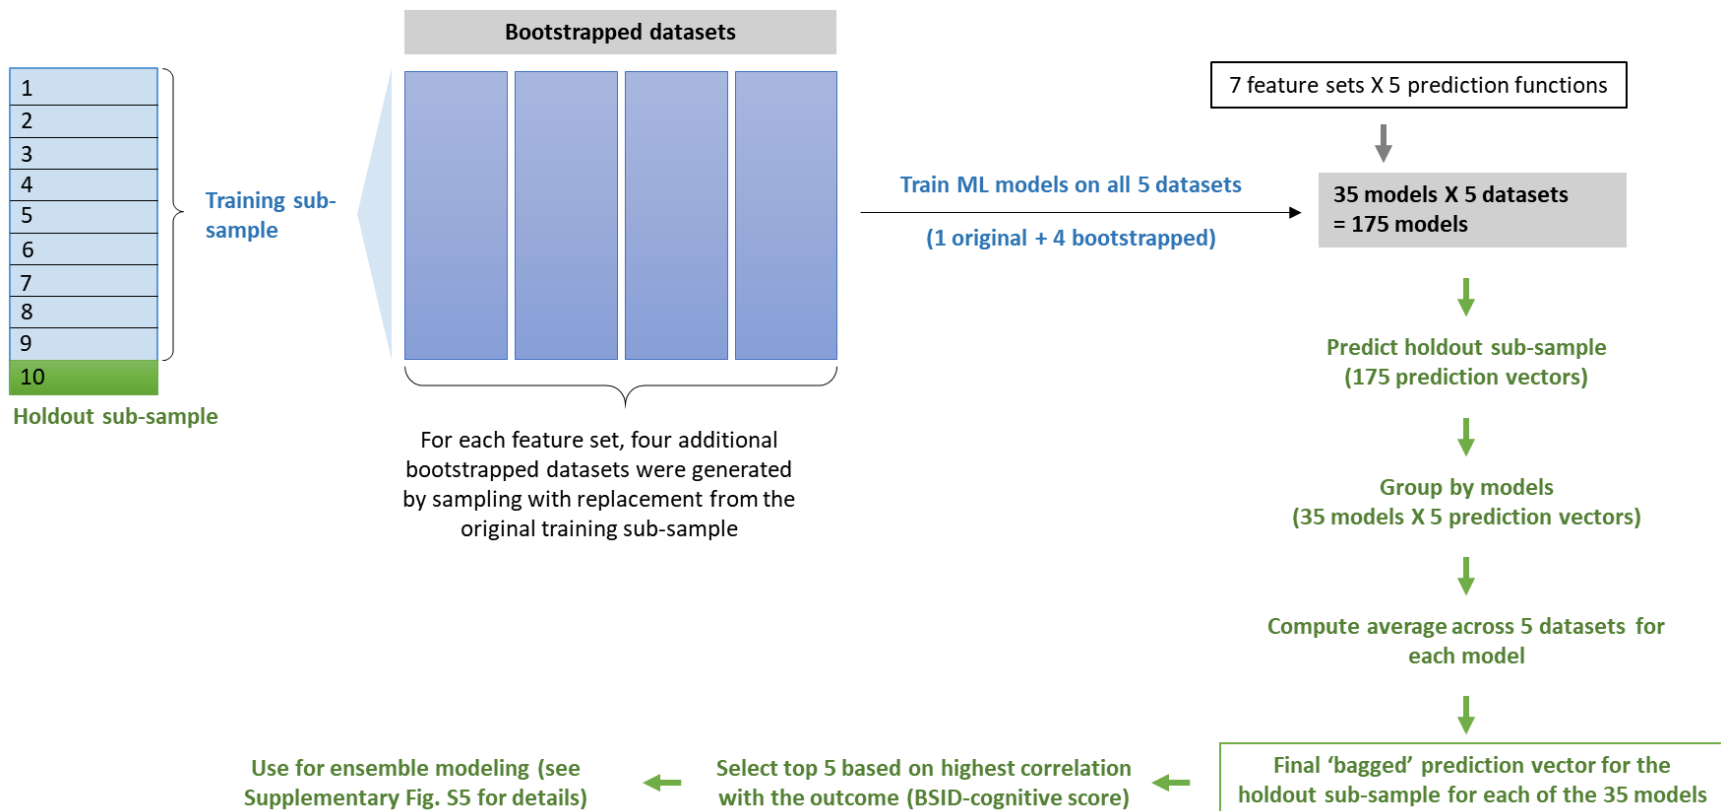 Bootstrapped datasets
1
2
3
4
5
6
7
8
9
10
Holdout sub-sample
Training sub-
sample
For each feature set, four additional
bootstrapped datasets were generated
by sampling with replacement from the
original training sub-sample
Train ML models on all 5 datasets
(1 original + 4 bootstrapped)
7 feature sets X 5 prediction functions
35 models X 5 datasets
= 175 models
Predict holdout sub-sample
(175 prediction vectors)
Group by models
(35 models X 5 prediction vectors)
Compute average across 5 datasets for
each model
Final ‘bagged’ prediction vector for the
holdout sub-sample for each of the 35 models
Select top 5 based on highest correlation
with the outcome (BSID-cognitive score)
Use for ensemble modeling (see
Supplementary Fig. S5 for details)